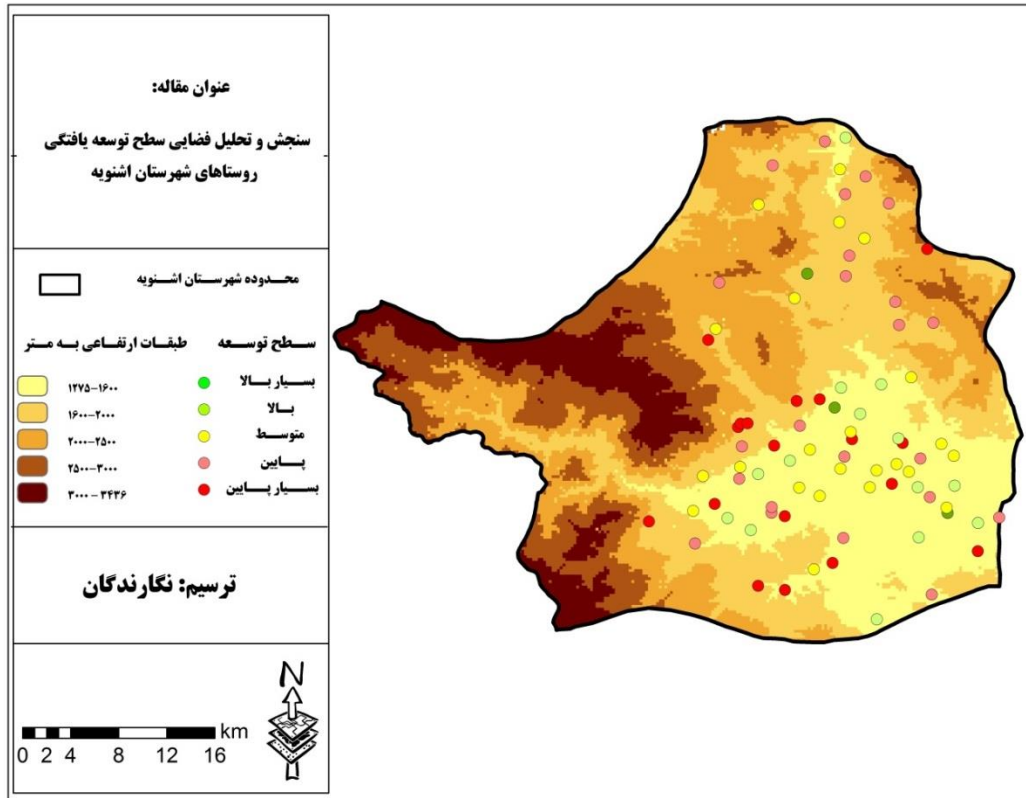 عنوان مقاله:
سنجش و تحلیل فضایی سطح توسعه یافتگی
روستاهای شهرستان اشنویه
محدوده شهرستان اشنویه
سطح توسعه
طبقات ارتفاعی به متر
بسیار بالا
۱۲۷۵-۱۶۰۰
بالا
۱۶۰۰-۲۰۰۰
متوسط
۲۰۰۰-۲۵۰۰
پایین
۲۵۰۰-۳۰۰۰
بسیار پایین
۳۰۰۰-۳۴۳۶
ترسیم: نگارندگان
N
km
0 2 4 8 12 16